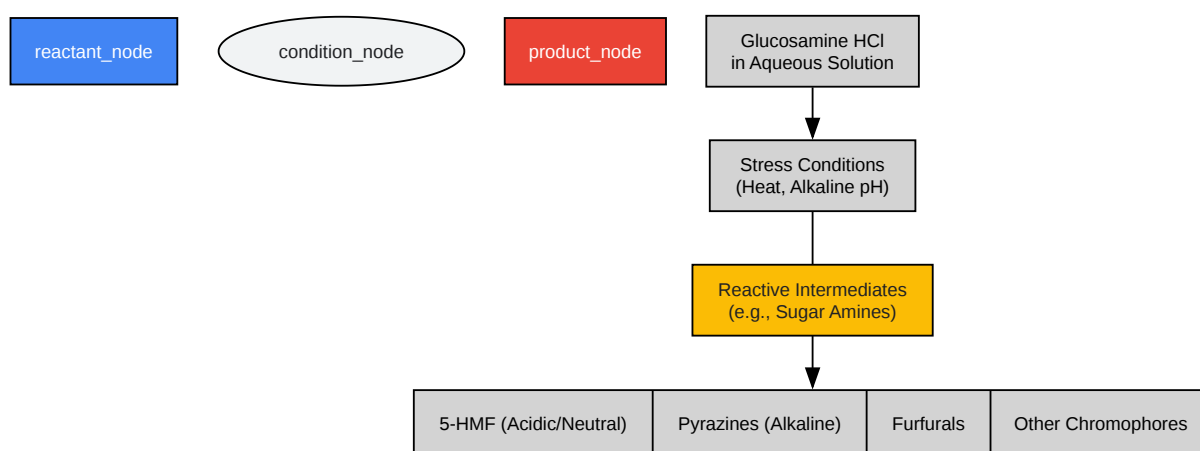 reactant_node
condition_node
product_node
Glucosamine HCl
in Aqueous Solution
Stress Conditions
(Heat, Alkaline pH)
Reactive Intermediates
(e.g., Sugar Amines)
5-HMF (Acidic/Neutral)
Pyrazines (Alkaline)
Furfurals
Other Chromophores